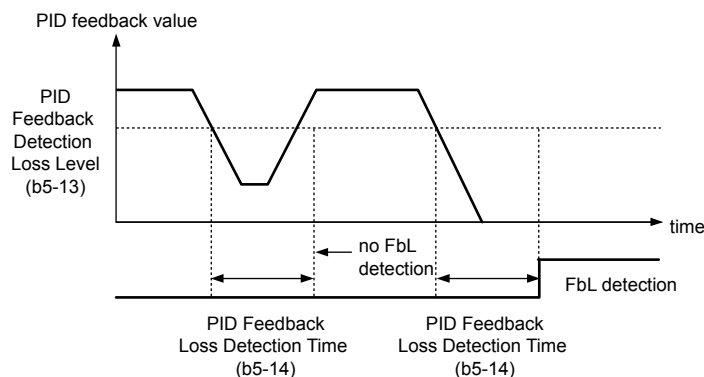 PID feedback value
PID
Feedback
Detection
Loss Level
(b5-13)
time
no FbL
detection
FbL detection
PID Feedback
Loss Detection Time
(b5-14)
PID Feedback
Loss Detection Time
(b5-14)